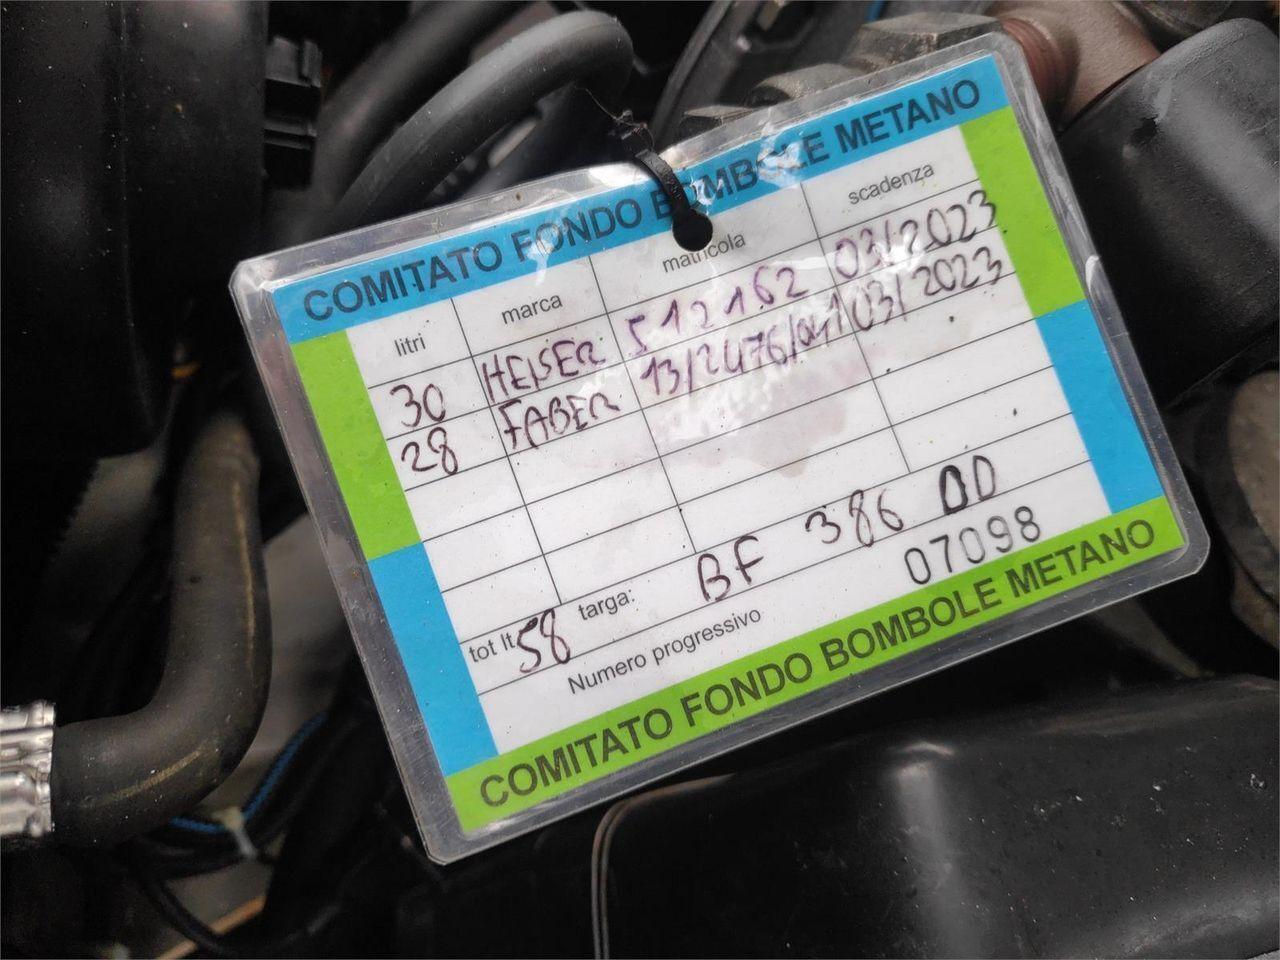 COMITATO FONDO BOMBOLE METANO
litri marca matricola scadenza
30 HEISER 512162 03/2023
28 FABER 13/2476/041 03/2023
tot lt. 58 targa: BF 386 DD
Numero progressivo 07098
COMITATO FONDO BOMBOLE METANO